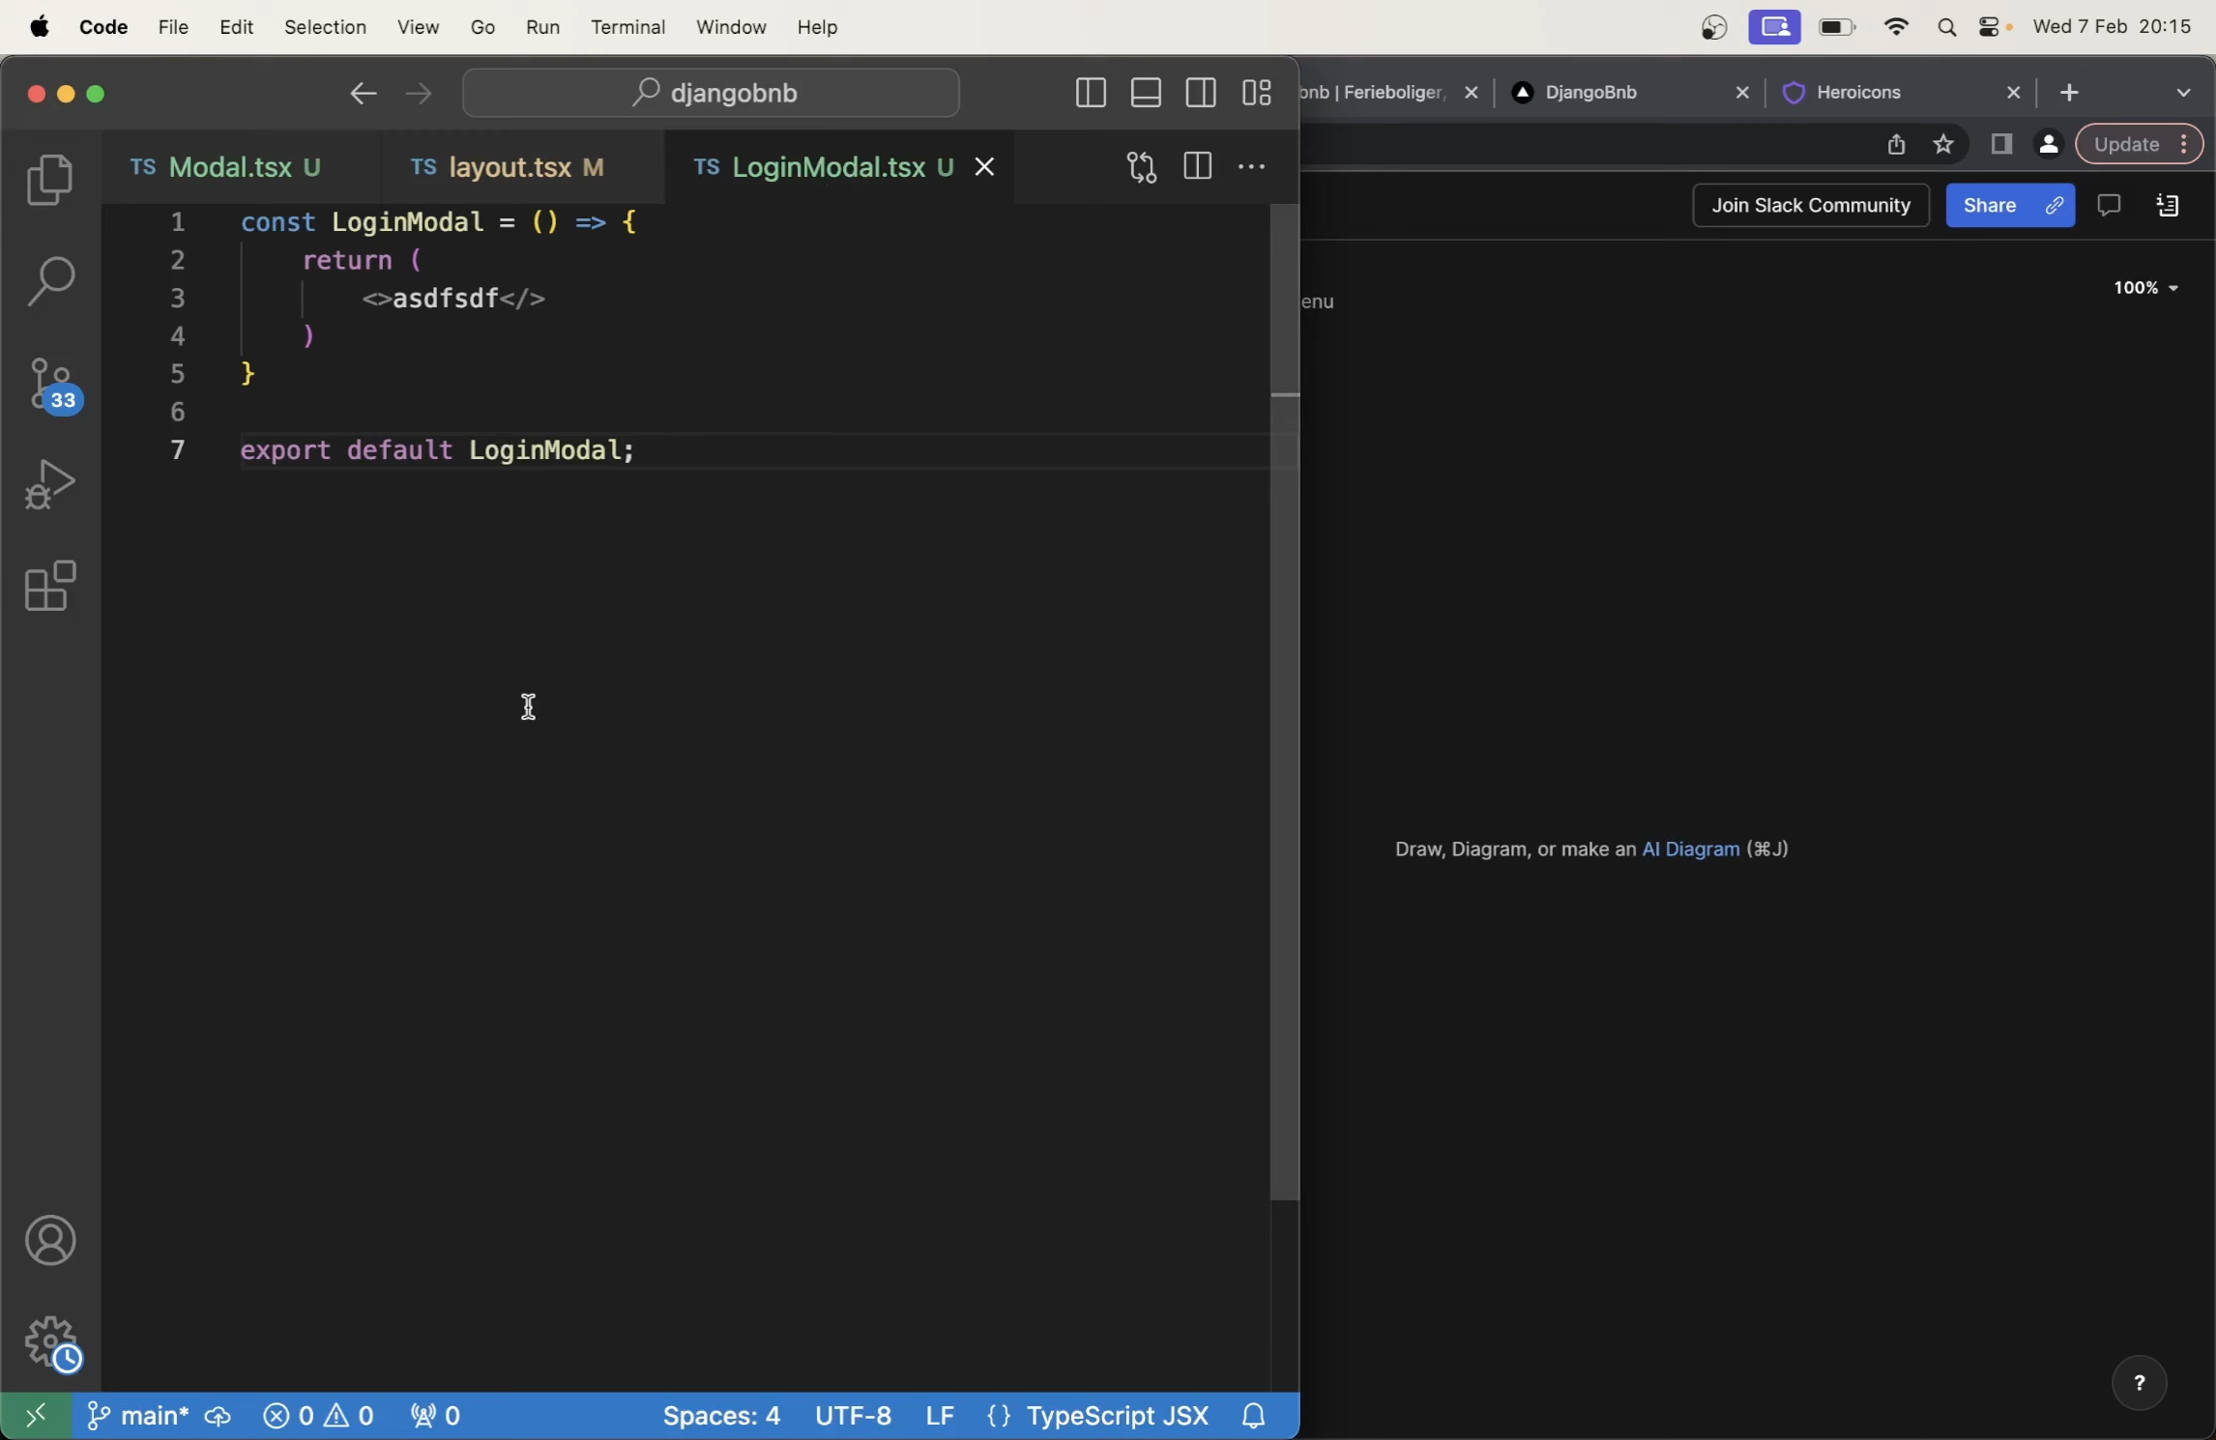 Code File Edit Selection View Go Run Terminal Window Help Wed 7 Feb 20:15
djangobnb
bnb | Ferieboliger, DjangoBnb Heroicons
Update
TS Modal.tsx U TS layout.tsx M TS LoginModal.tsx U
Join Slack Community Share
1 const LoginModal = () => {
2 return (
3 <>asdfsdf</>
4 )
5 }
6
7 export default LoginModal;
100%
enu
33
Draw, Diagram, or make an AI Diagram (⌘J)
?
main* 0 0 0 Spaces: 4 UTF-8 LF {} TypeScript JSX